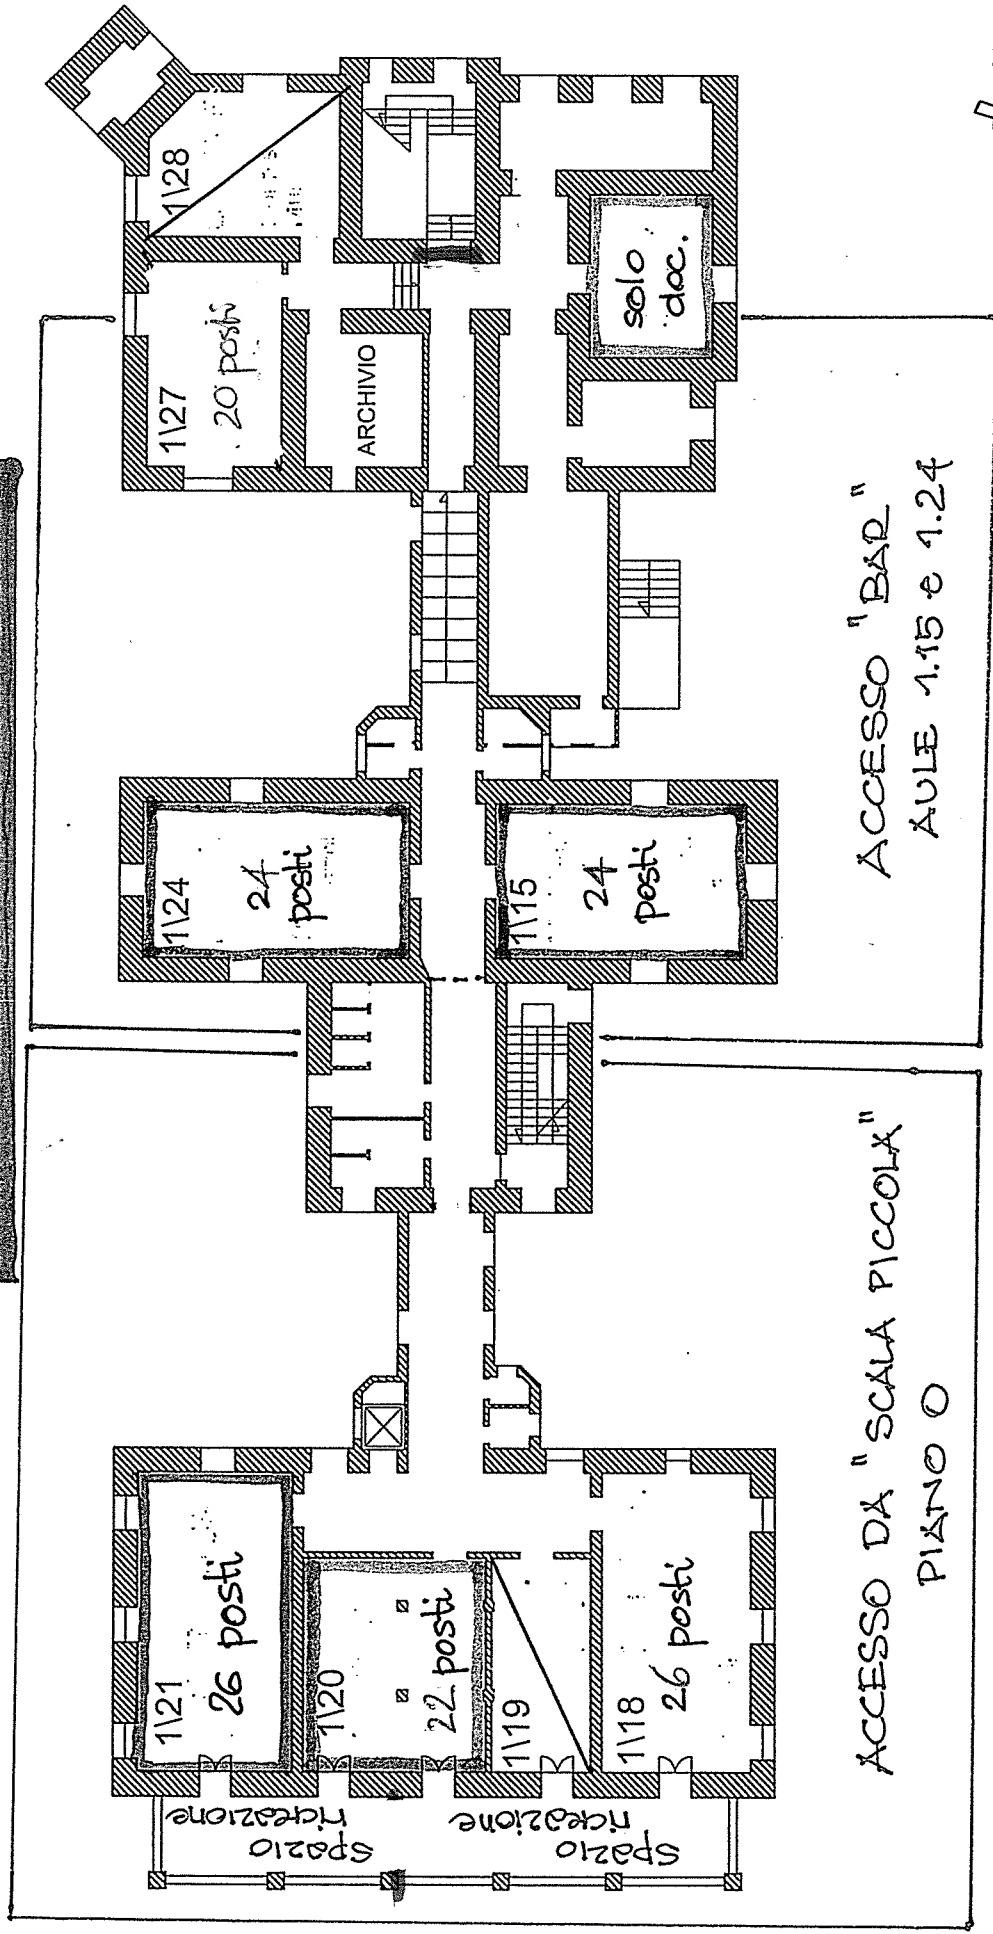 1\28
1\27
20 posti
ARCHIVIO
solo
doc.
1\24
24
posti
1\15
24
posti
ACCESSO "BAR"
AULE 1.15 e 1.24
1\21
26 posti
1\20
22 posti
1\19
1\18
26 posti
spazio
ricreazione
spazio
ricreazione
ACCESSO DA "SCALA PICCOLA"
PIANO 0